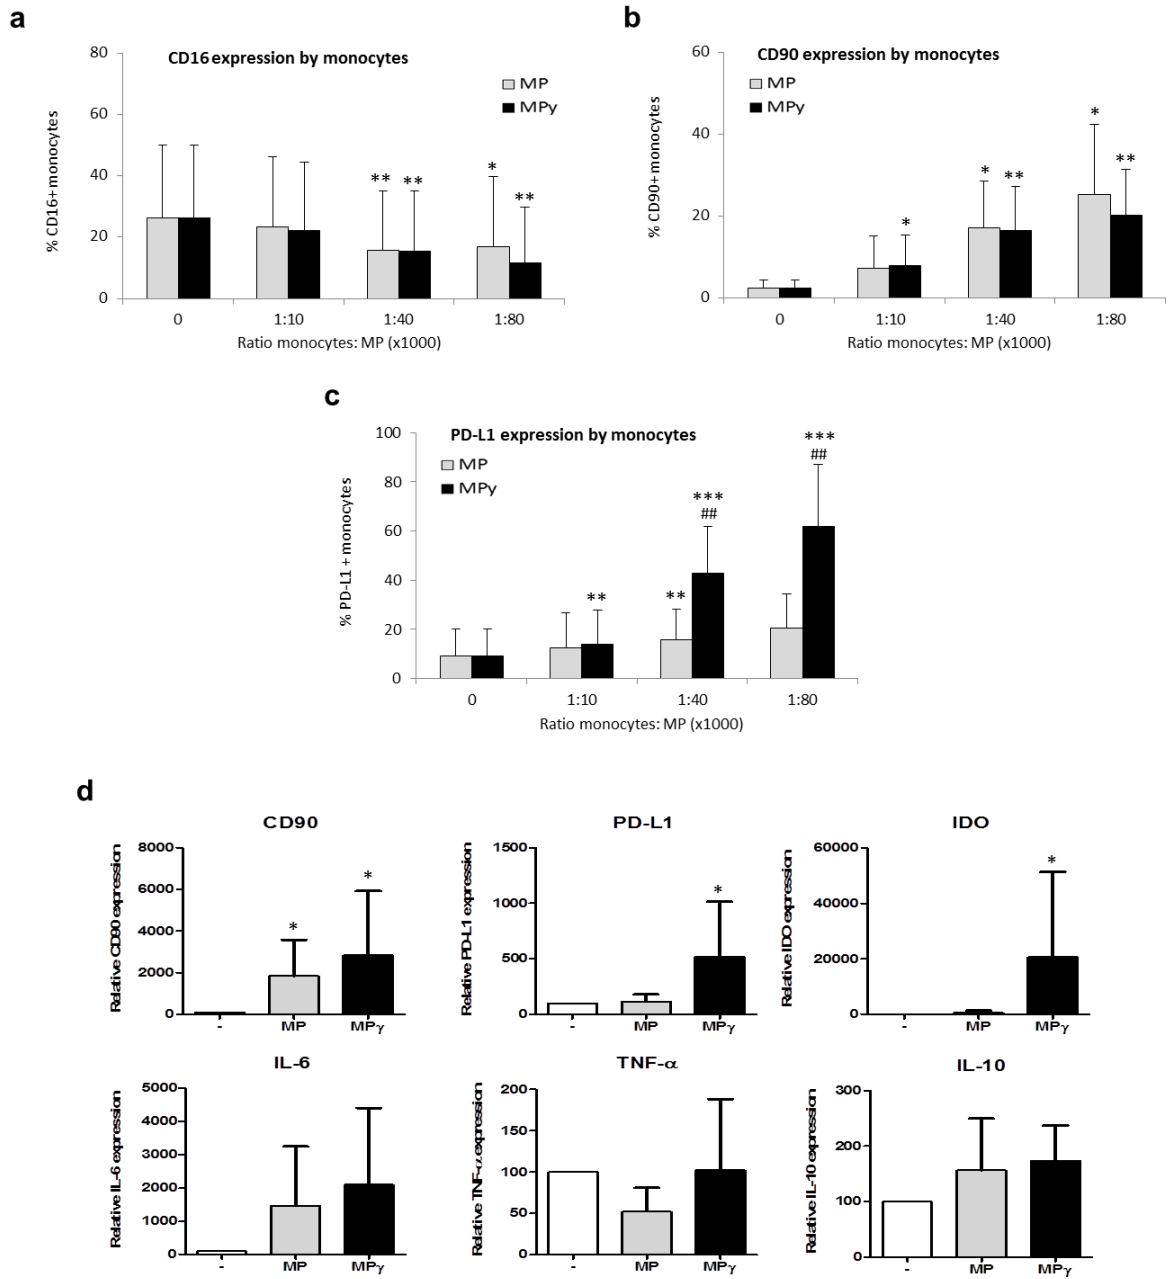 a
CD16 expression by monocytes
MP
MPy
% CD16+ monocytes
80
60
40
20
0
** ** * **
0 1:10 1:40 1:80
Ratio monocytes: MP (x1000)
b
CD90 expression by monocytes
MP
MPy
% CD90+ monocytes
60
40
20
0
* * ** * **
0 1:10 1:40 1:80
Ratio monocytes: MP (x1000)
c
PD-L1 expression by monocytes
MP
MPy
% PD-L1 + monocytes
100
80
60
40
20
0
** ** *** ***
## ##
0 1:10 1:40 1:80
Ratio monocytes: MP (x1000)
d
CD90
Relative CD90 expression
8000
6000
4000
2000
0
* *
- MP MPγ
PD-L1
Relative PD-L1 expression
1500
1000
500
0
*
- MP MPγ
IDO
Relative IDO expression
60000
40000
20000
0
*
- MP MPγ
IL-6
Relative IL-6 expression
5000
4000
3000
2000
1000
0
- MP MPγ
TNF-α
Relative TNF-α expression
200
150
100
50
0
- MP MPγ
IL-10
Relative IL-10 expression
300
200
100
0
- MP MPγ